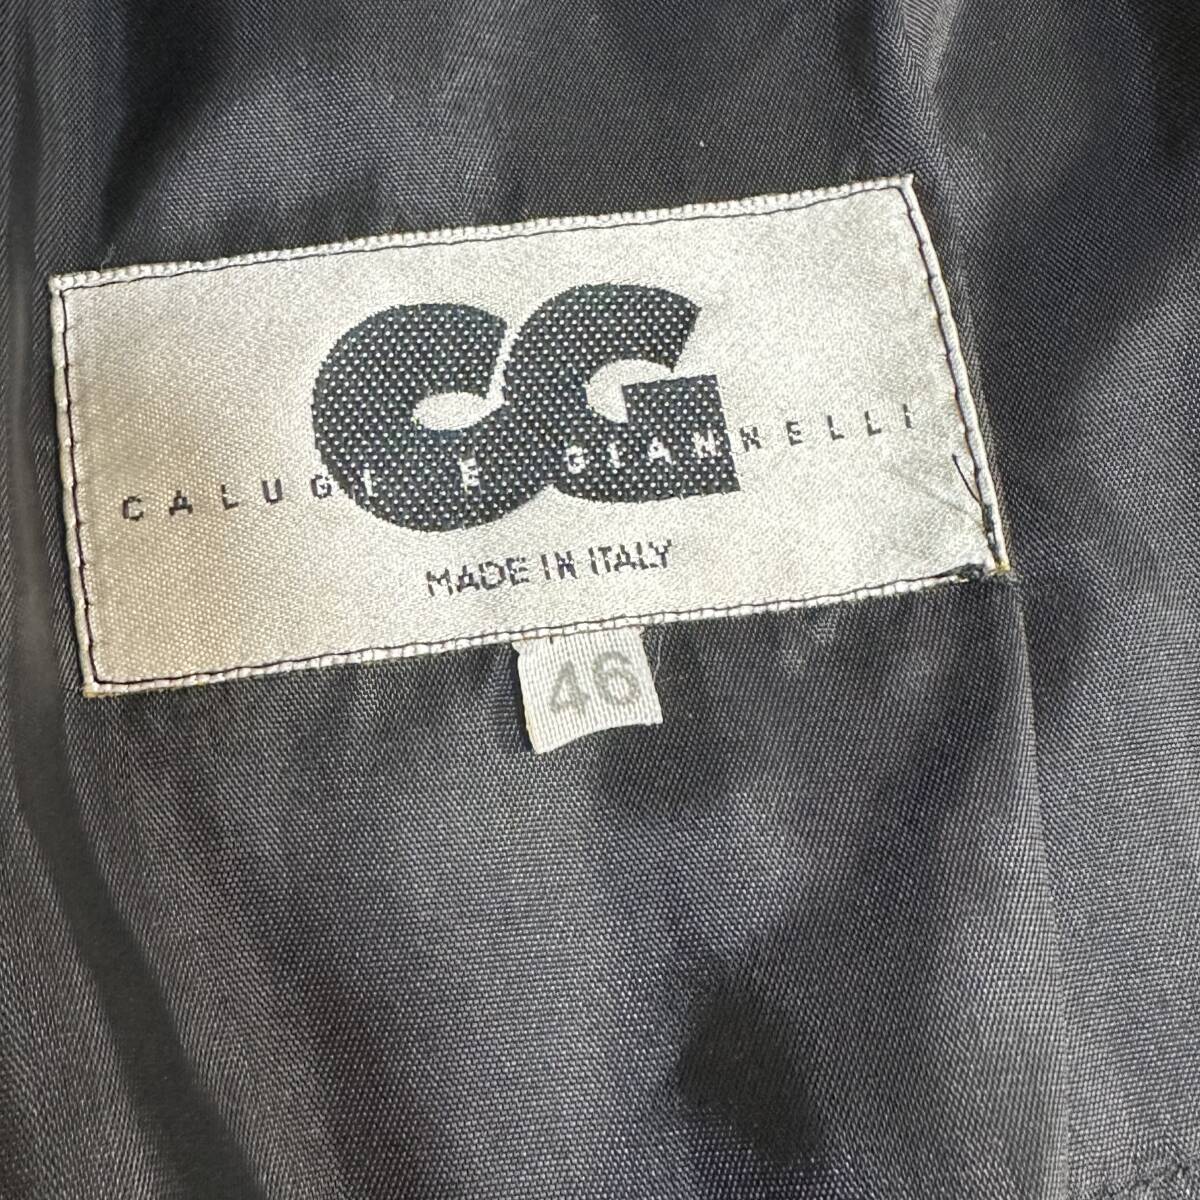 CG
CALUGI E GIANNELLI
MADE IN ITALY
46